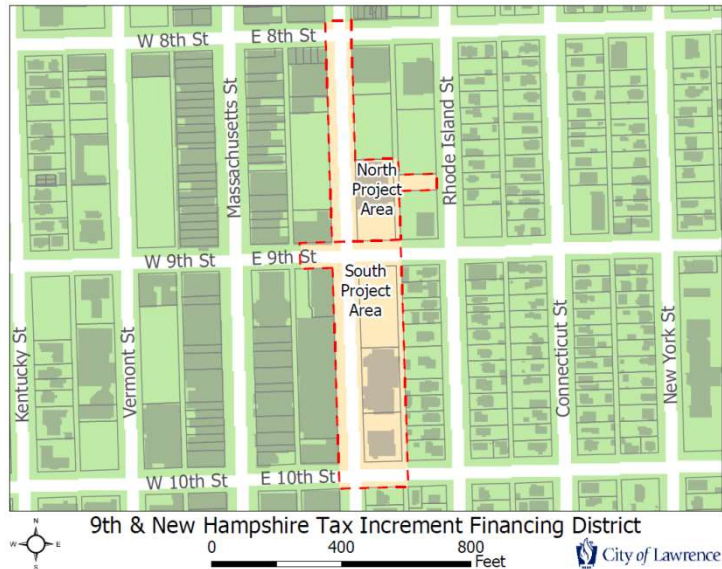 W 8th St
E 8th St
Massachusetts St
Rhode Island St
North
Project
Area
W 9th St
E 9th St
South
Project
Area
Kentucky St
Vermont St
Connecticut St
New York St
W 10th St
E 10th St
N
W
E
S
9th & New Hampshire Tax Increment Financing District
0
400
800
Feet
City of Lawrence